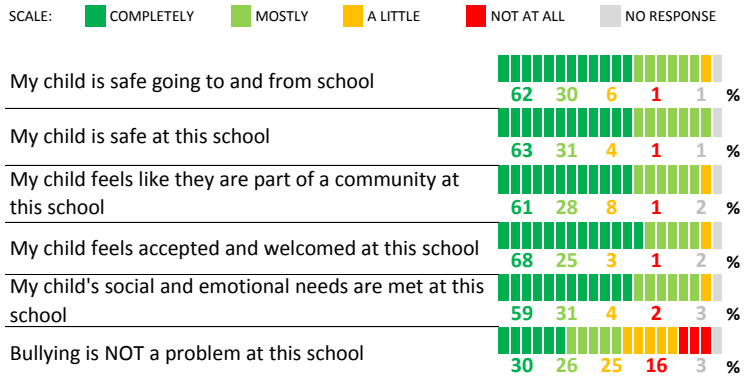 SCALE: COMPLETELY MOSTLY A LITTLE NOT AT ALL NO RESPONSE
My child is safe going to and from school
62 30 6 1 1 %
My child is safe at this school
63 31 4 1 1 %
My child feels like they are part of a community at
this school
61 28 8 1 2 %
My child feels accepted and welcomed at this school
68 25 3 1 2 %
My child's social and emotional needs are met at this
school
59 31 4 2 3 %
Bullying is NOT a problem at this school
30 26 25 16 3 %